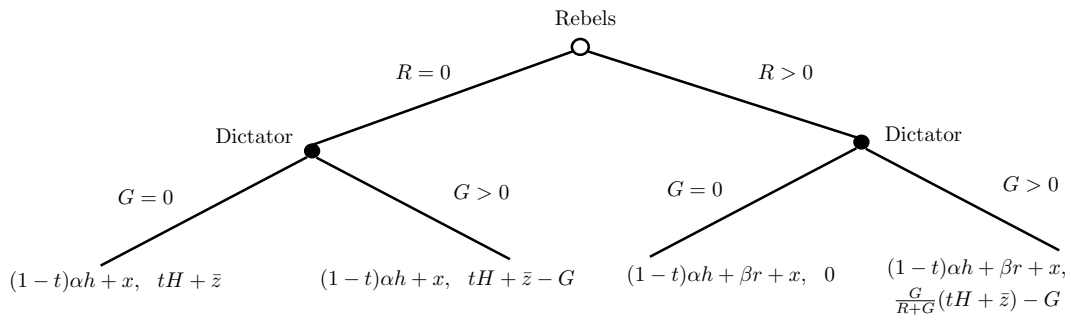 Rebels
R = 0
R > 0
Dictator
Dictator
G = 0
G > 0
G = 0
G > 0
(1 − t)αh + x, tH + z̄
(1 − t)αh + x, tH + z̄ − G
(1 − t)αh + βr + x, 0
(1 − t)αh + βr + x,
G/(R+G) (tH + z̄) − G